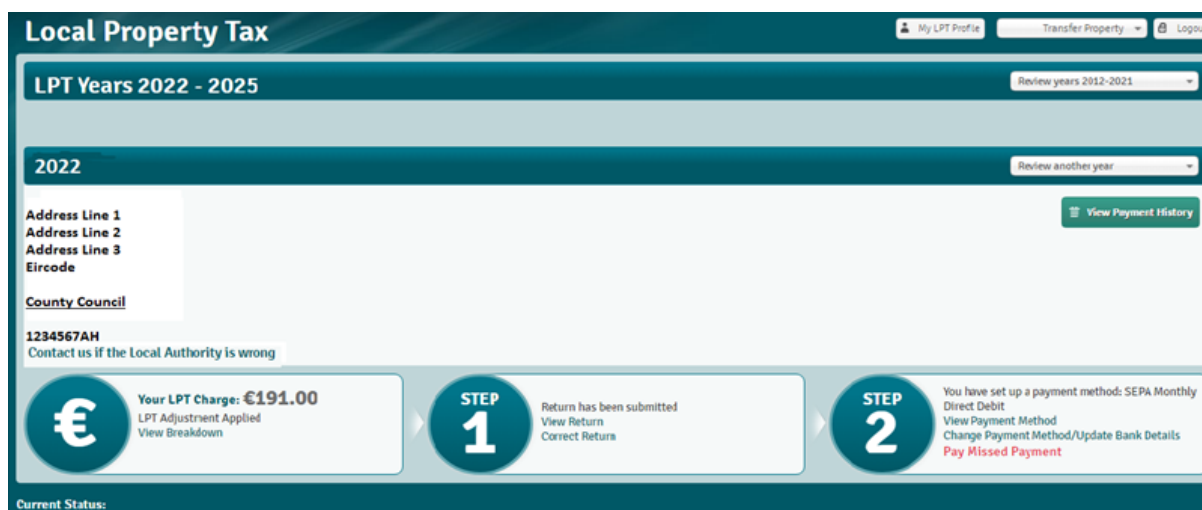 Local Property Tax
My LPT Profile
Transfer Property
Logou
LPT Years 2022 - 2025
Review years 2012-2021
2022
Review another year
Address Line 1
Address Line 2
Address Line 3
Eircode
View Payment History
County Council
1234567AH
Contact us if the Local Authority is wrong
€
Your LPT Charge: €191.00
LPT Adjustment Applied
View Breakdown
STEP
1
Return has been submitted
View Return
Correct Return
STEP
2
You have set up a payment method: SEPA Monthly
Direct Debit
View Payment Method
Change Payment Method/Update Bank Details
Pay Missed Payment
Current Status: